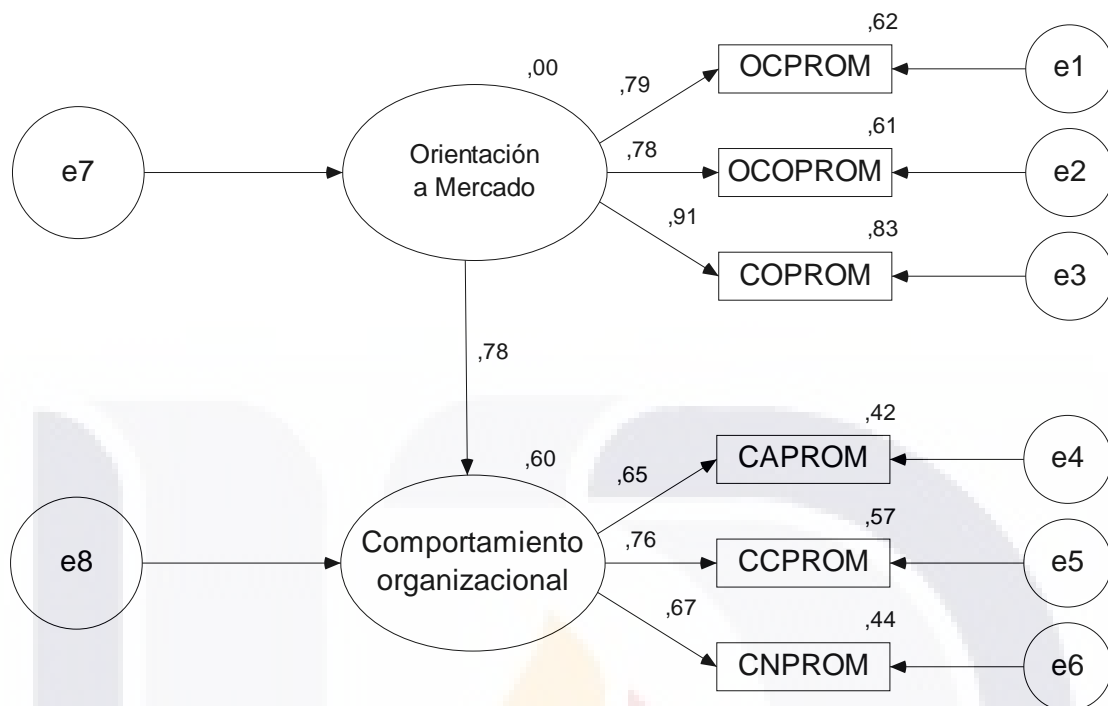 ,62
,00
OCPROM
e1
,79
,61
e7
Orientación
a Mercado
,78
OCOPROM
e2
,91
,83
COPROM
e3
,78
,42
,60
CAPROM
e4
,65
,57
e8
Comportamiento
organizacional
,76
CCPROM
e5
,67
,44
CNPROM
e6